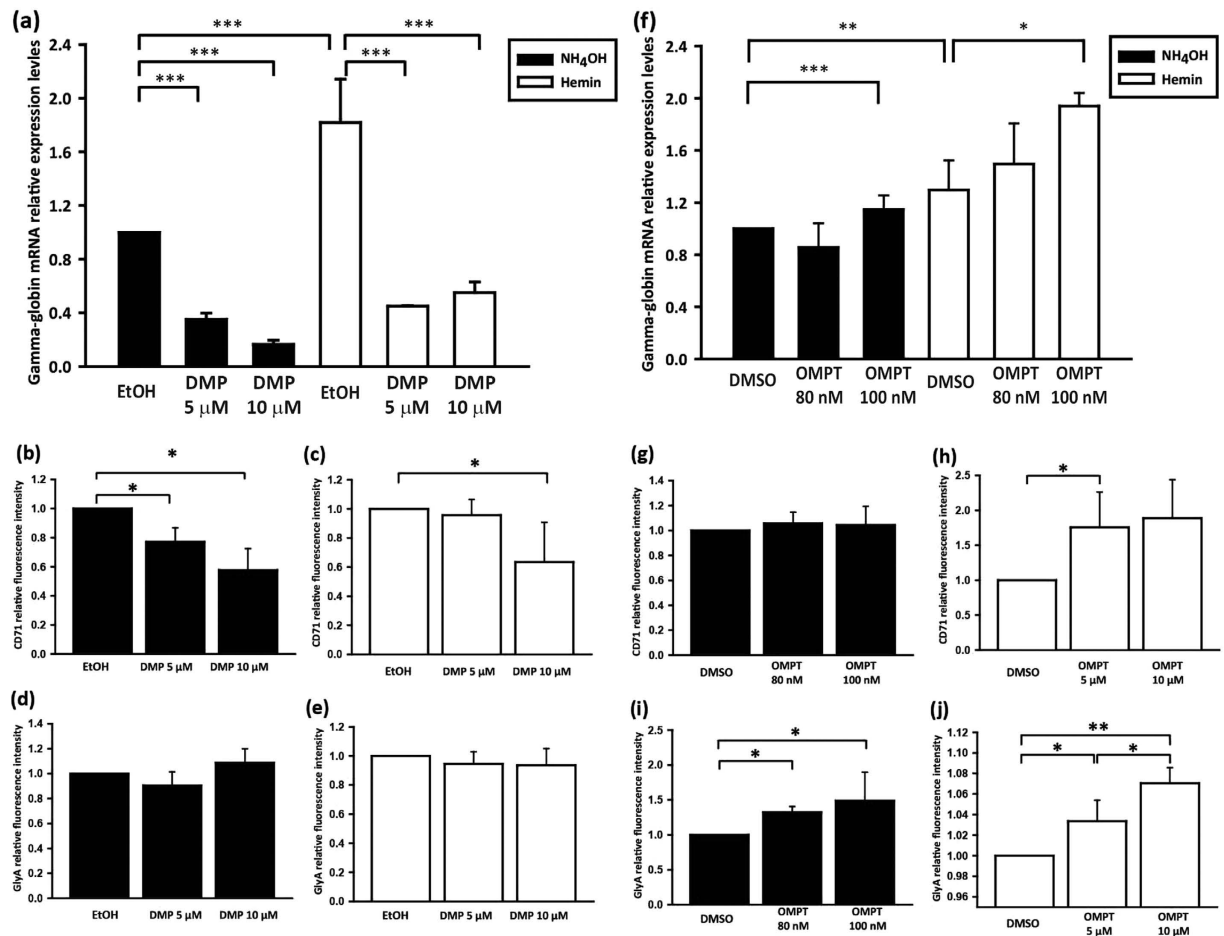 (a)
Gamma-globin mRNA relative expression levles
2.4
2.0
1.6
1.2
0.8
0.4
0.0
***
***
***
***
***
***
NH4OH
Hemin
EtOH
DMP
5 μM
DMP
10 μM
EtOH
DMP
5 μM
DMP
10 μM
(f)
Gamma-globin mRNA relative expression levles
2.4
2.0
1.6
1.2
0.8
0.4
0.0
**
*
***
NH4OH
Hemin
DMSO
OMPT
80 nM
OMPT
100 nM
DMSO
OMPT
80 nM
OMPT
100 nM
(b)
CD71 relative fluorescence intensity
1.2
1.0
0.8
0.6
0.4
0.2
0.0
*
*
EtOH
DMP 5 μM
DMP 10 μM
(c)
CD71 relative fluorescence intensity
1.2
1.0
0.8
0.6
0.4
0.2
0.0
*
EtOH
DMP 5 μM
DMP 10 μM
(g)
CD71 relative fluorescence intensity
1.4
1.2
1.0
0.8
0.6
0.4
0.2
0.0
DMSO
OMPT
80 nM
OMPT
100 nM
(h)
CD71 relative fluorescence intensity
2.5
2.0
1.5
1.0
0.5
0.0
*
DMSO
OMPT
5 μM
OMPT
10 μM
(d)
GlyA relative fluorescence intensity
1.4
1.2
1.0
0.8
0.6
0.4
0.2
0.0
EtOH
DMP 5 μM
DMP 10 μM
(e)
GlyA relative fluorescence intensity
1.2
1.0
0.8
0.6
0.4
0.2
0.0
EtOH
DMP 5 μM
DMP 10 μM
(i)
GlyA relative fluorescence intensity
2.5
2.0
1.5
1.0
0.5
0.0
*
*
DMSO
OMPT
80 nM
OMPT
100 nM
(j)
GlyA relative fluorescence intensity
1.12
1.10
1.08
1.06
1.04
1.02
1.00
0.98
0.96
**
*
*
DMSO
OMPT
5 μM
OMPT
10 μM